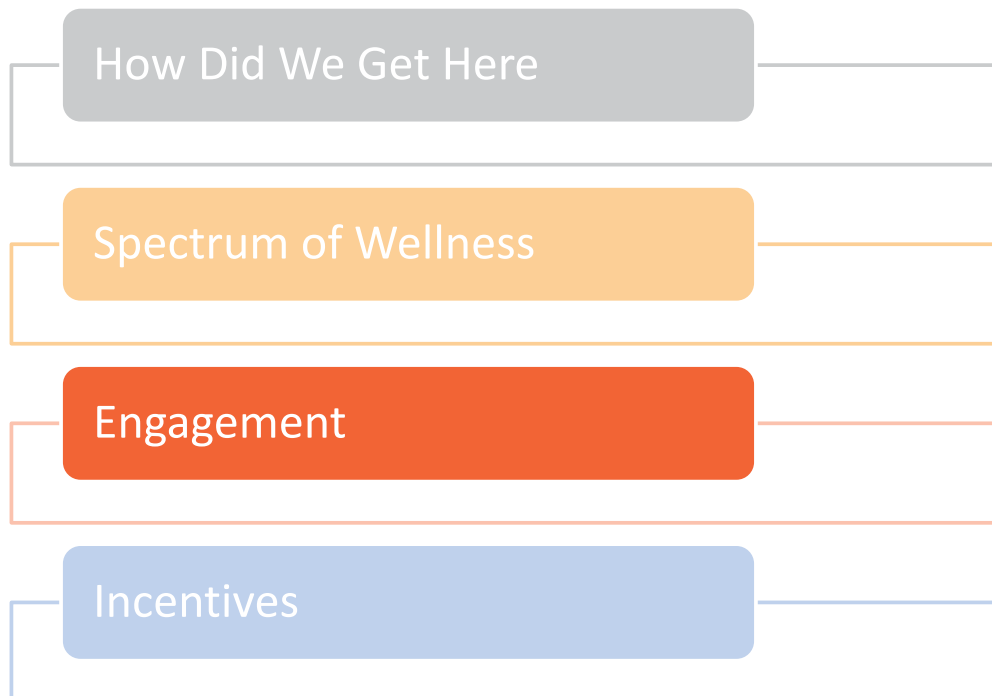 How Did We Get Here
Spectrum of Wellness
Engagement
Incentives